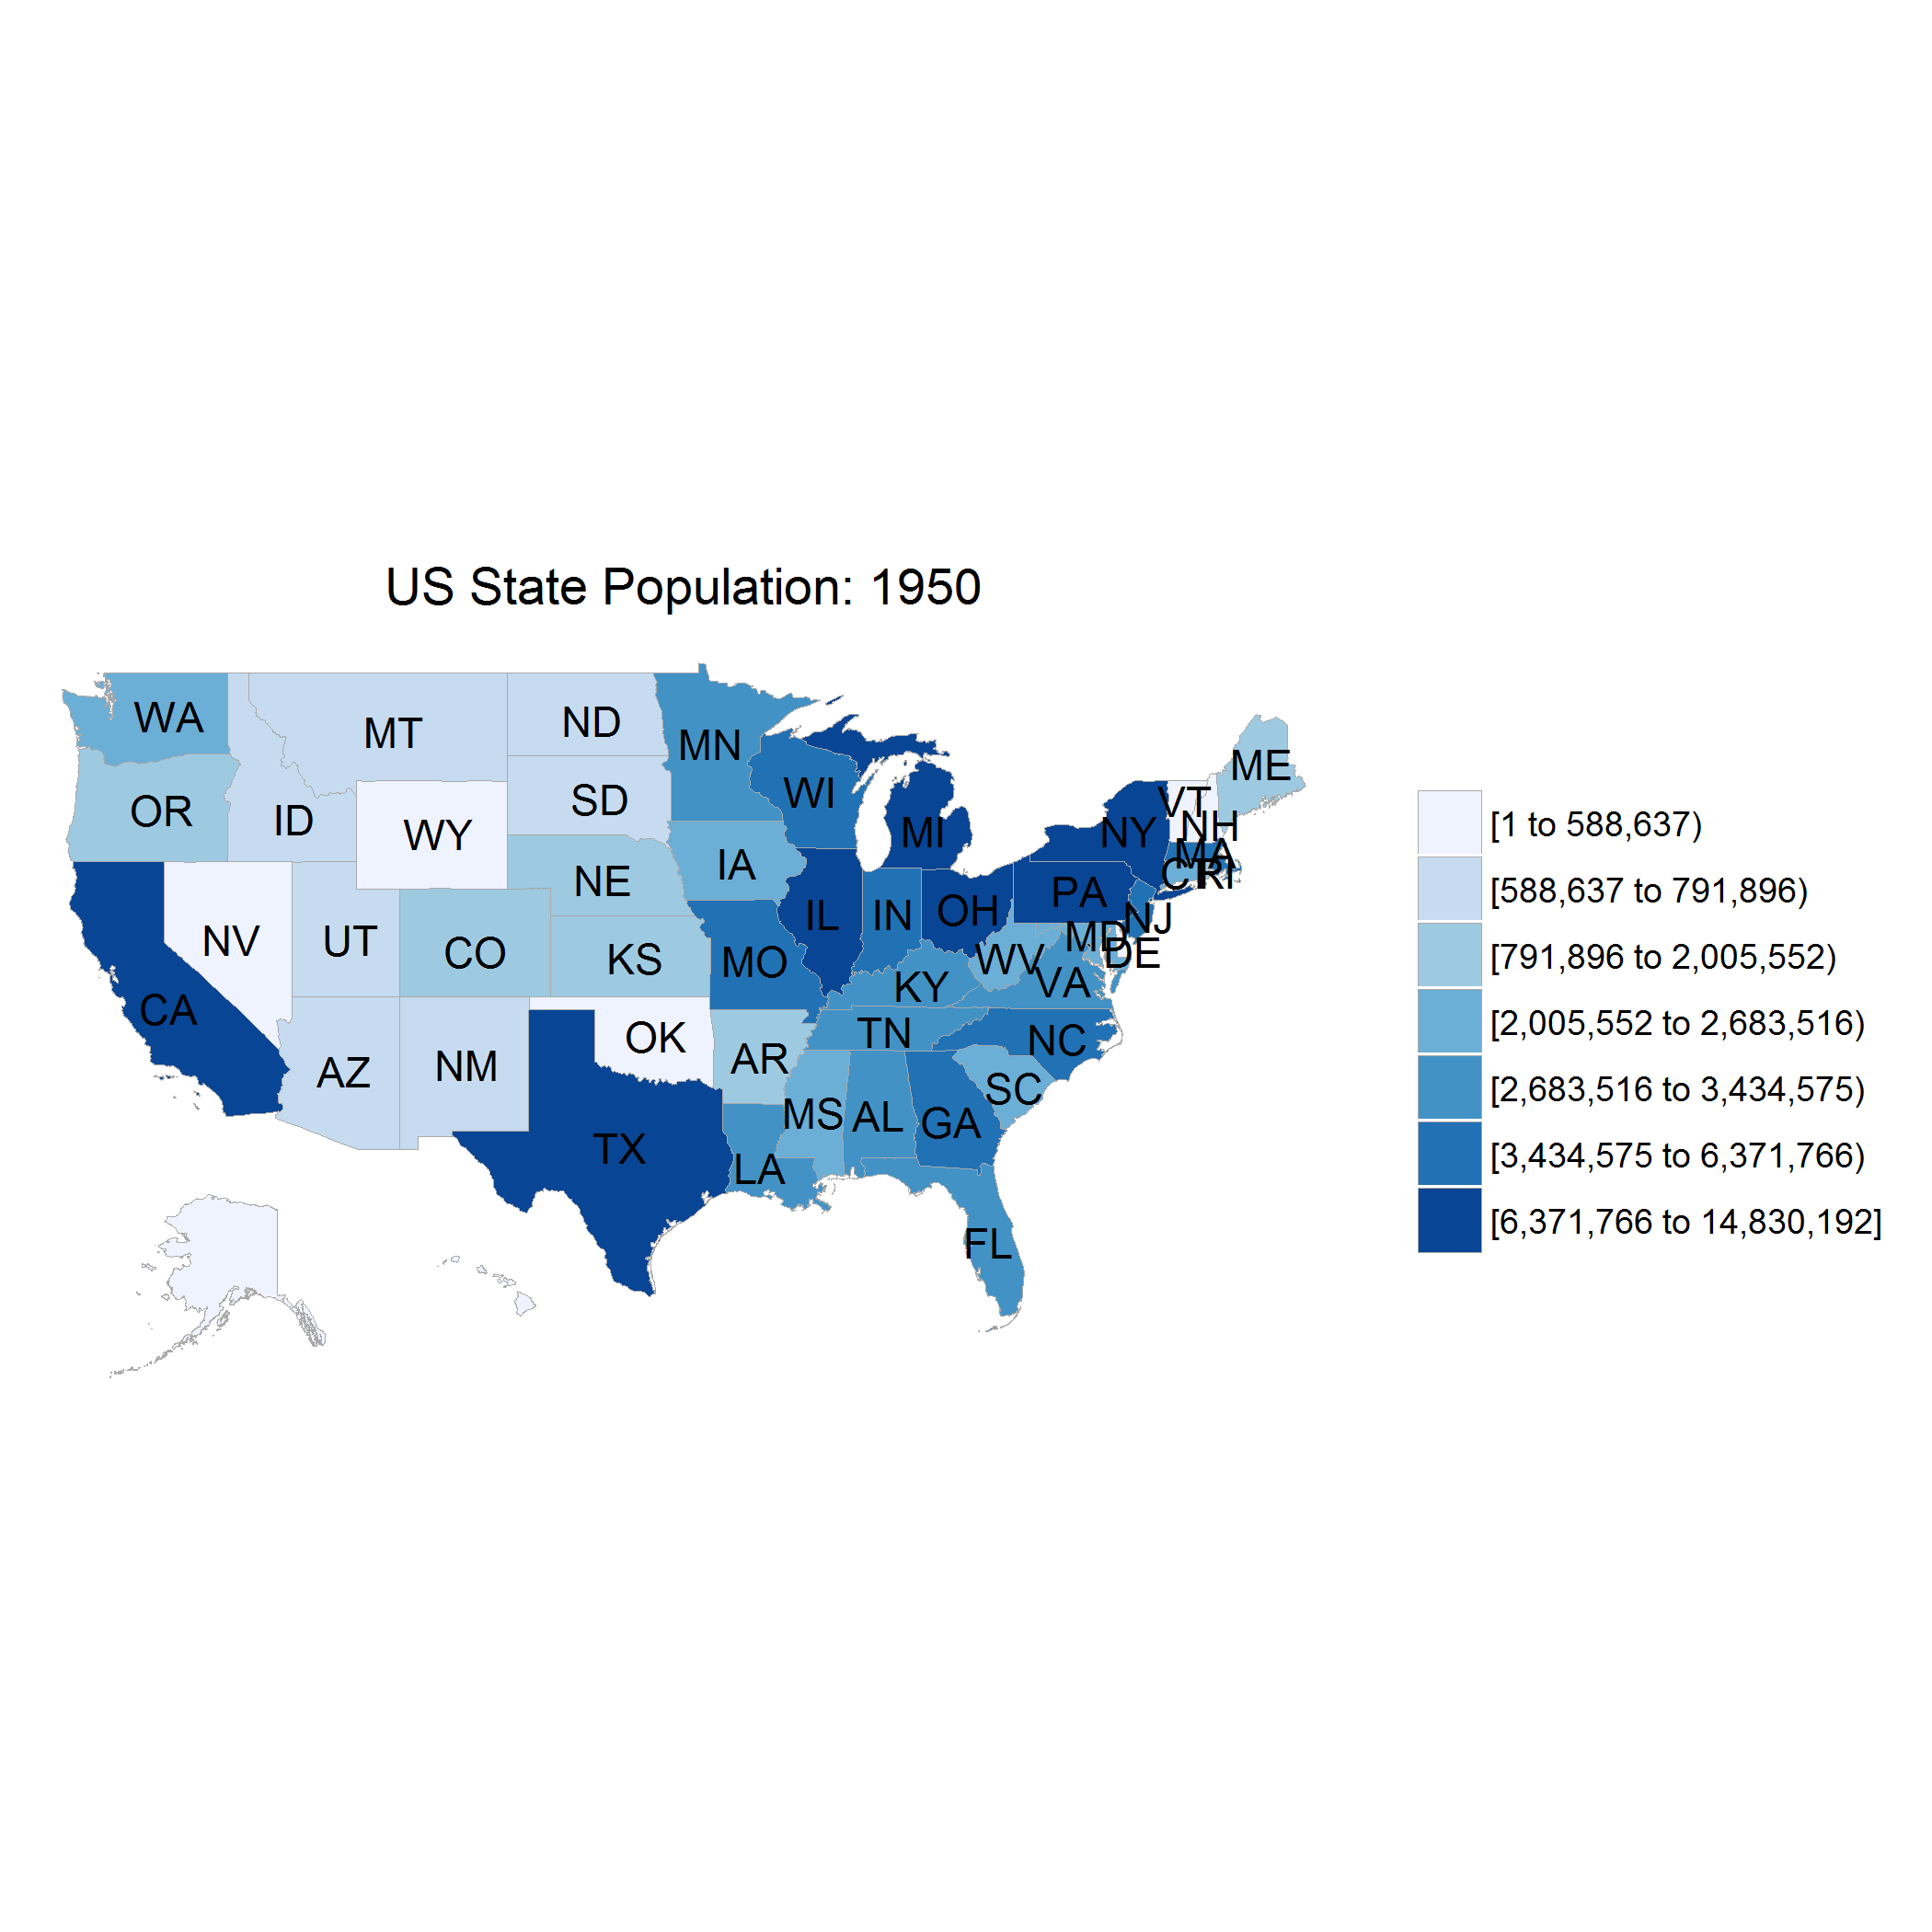 US State Population: 1950
WA
MT
ND
MN
OR
ID
WY
SD
WI
MI
NY
VT
NH
ME
MA
CT
RI
NV
UT
CO
NE
KS
IA
IL
IN
OH
PA
NJ
MD
DE
WV
VA
MO
KY
CA
AZ
NM
OK
AR
TN
NC
SC
TX
LA
MS
AL
GA
FL
[1 to 588,637)
[588,637 to 791,896)
[791,896 to 2,005,552)
[2,005,552 to 2,683,516)
[2,683,516 to 3,434,575)
[3,434,575 to 6,371,766)
[6,371,766 to 14,830,192]